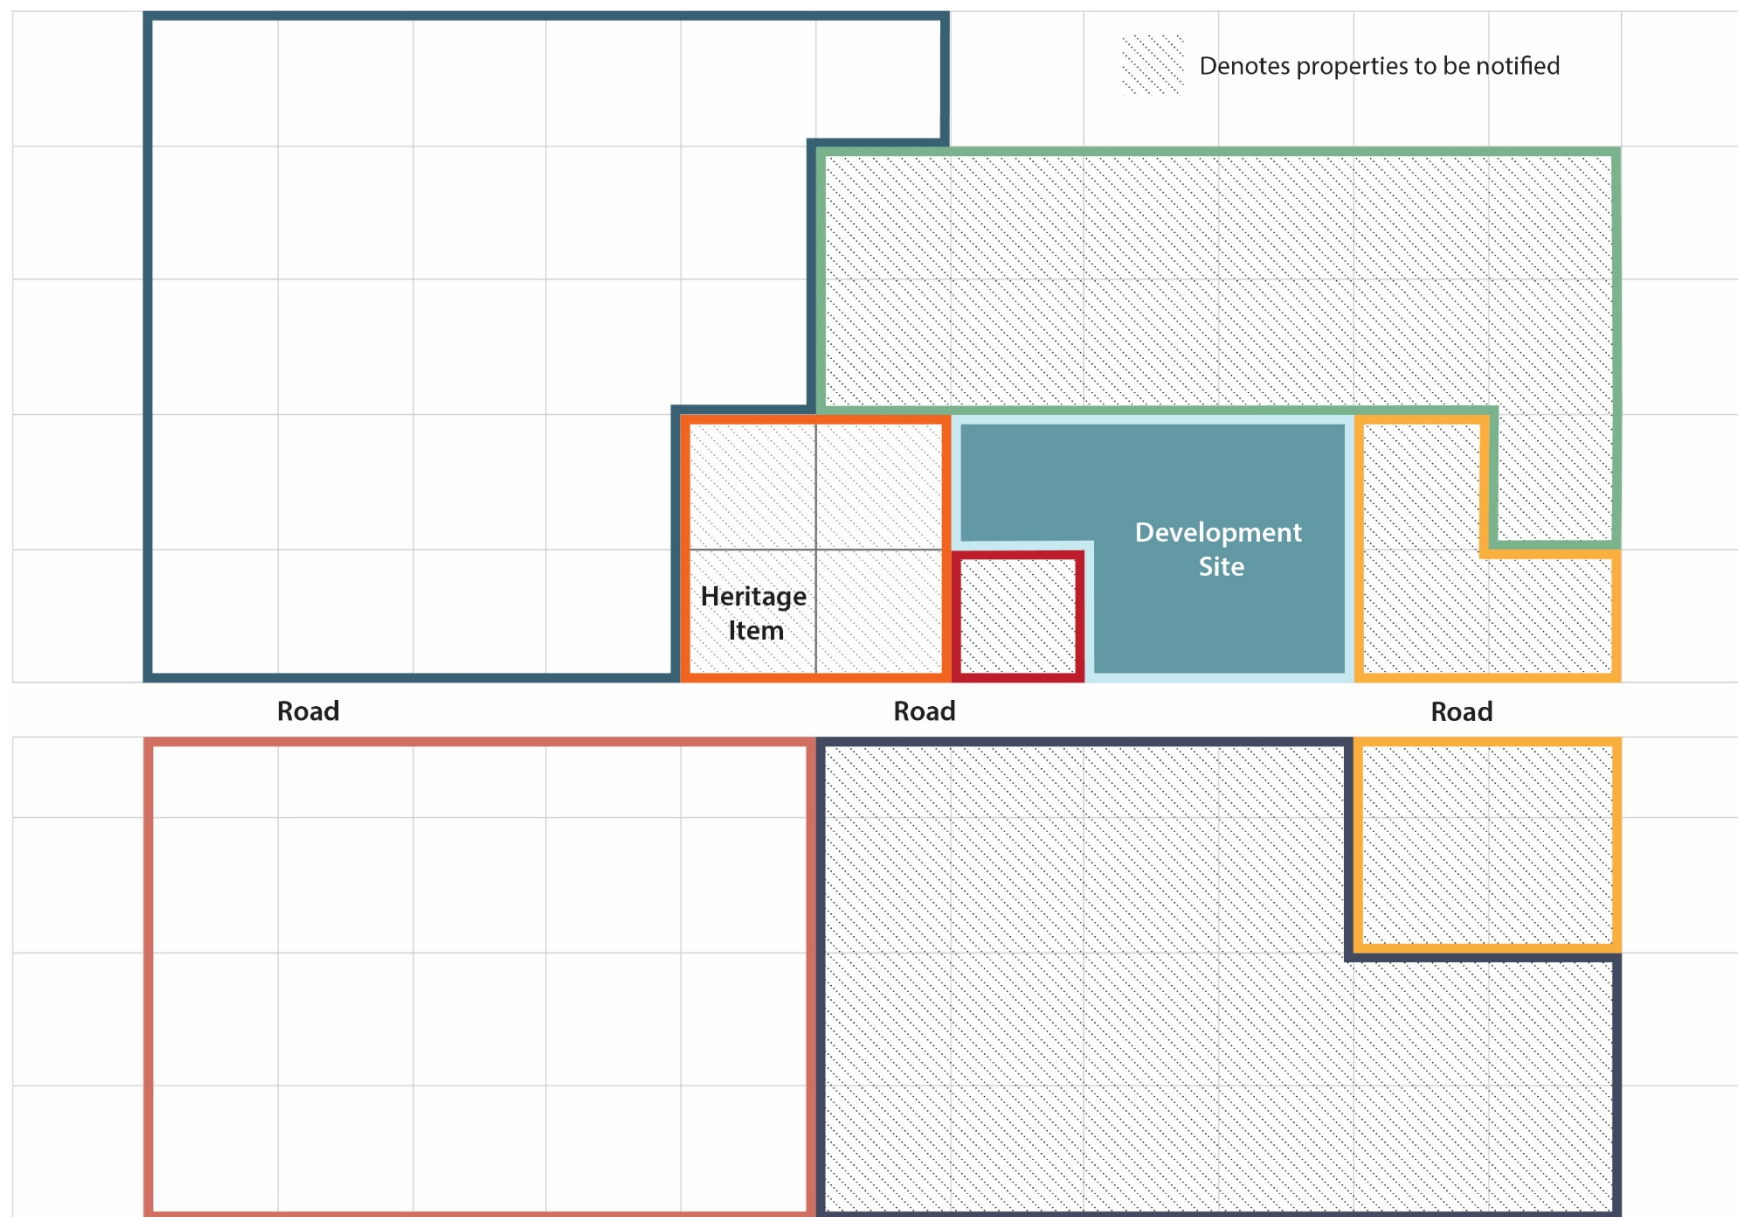 Denotes properties to be notified
Development
Site
Heritage
Item
Road
Road
Road